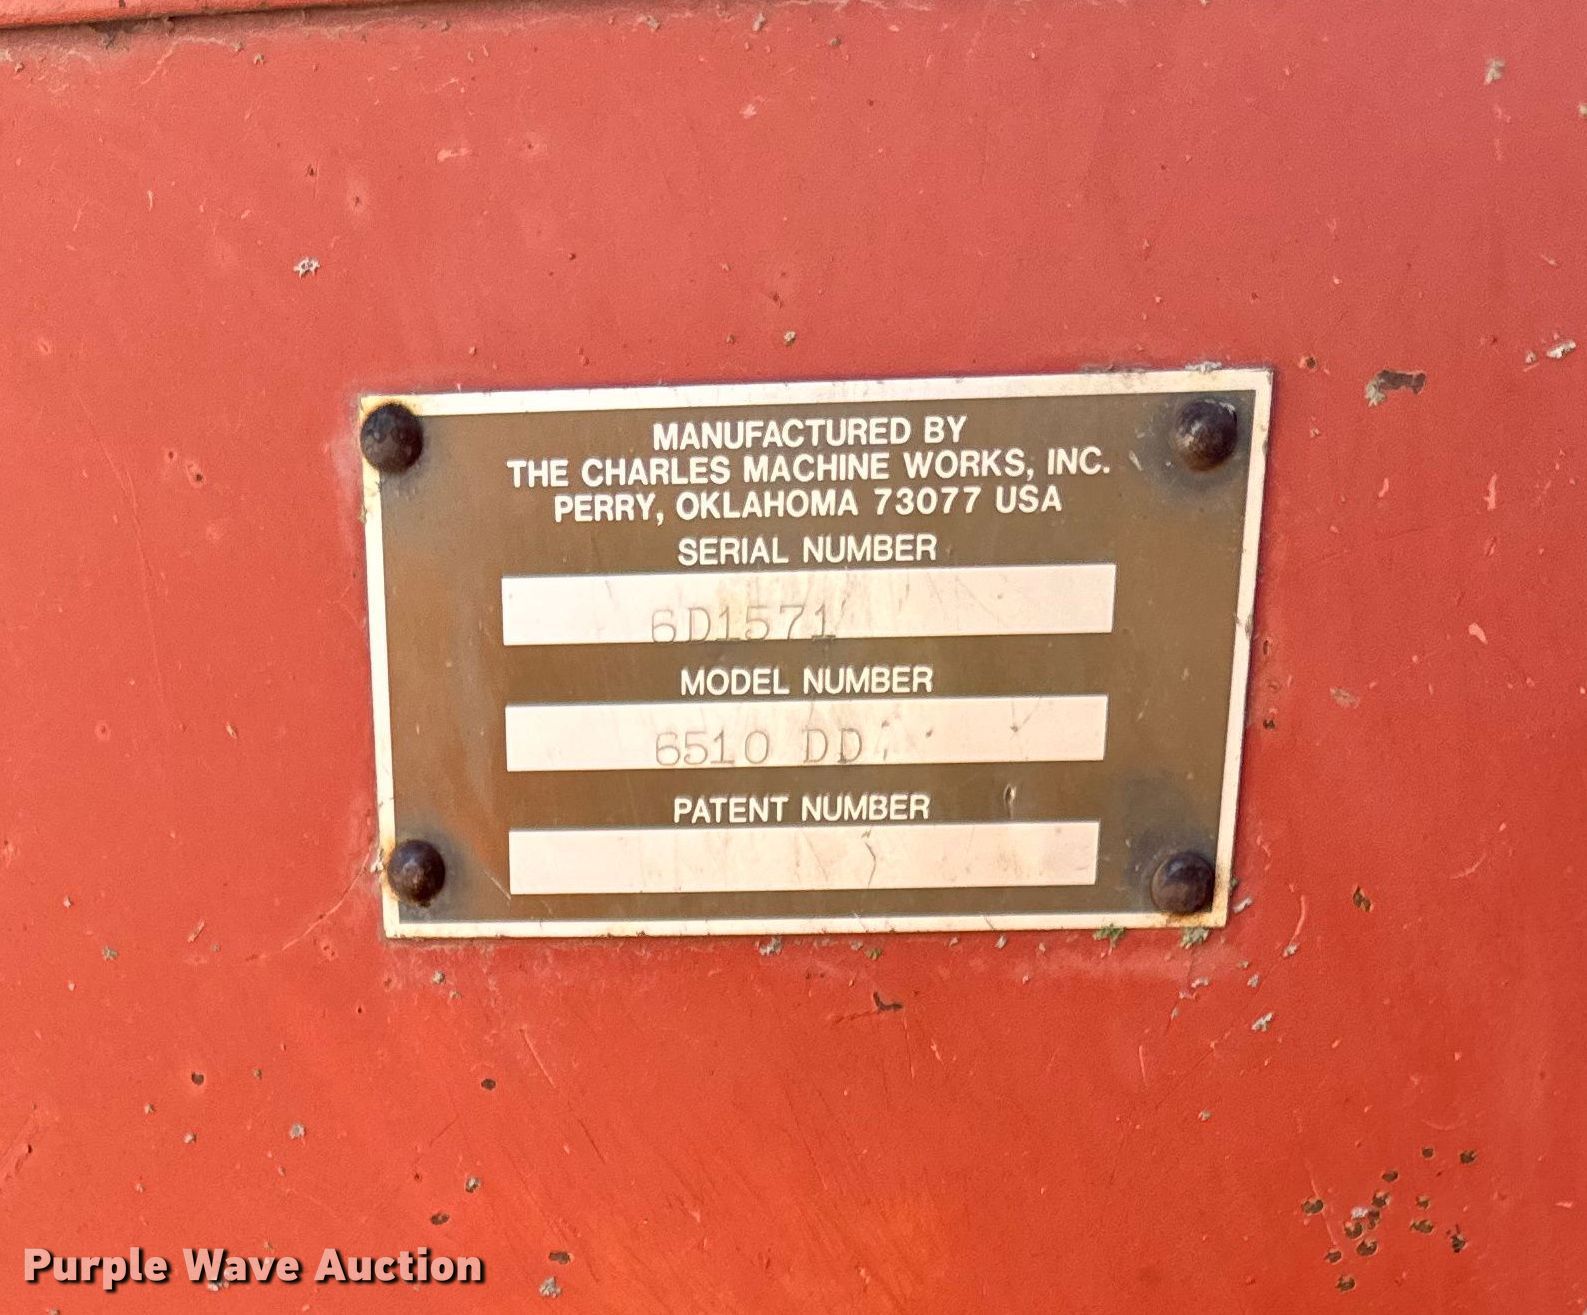 MANUFACTURED BY
THE CHARLES MACHINE WORKS, INC.
PERRY, OKLAHOMA 73077 USA
SERIAL NUMBER
6D1571
MODEL NUMBER
6510 DD
PATENT NUMBER
Purple Wave Auction